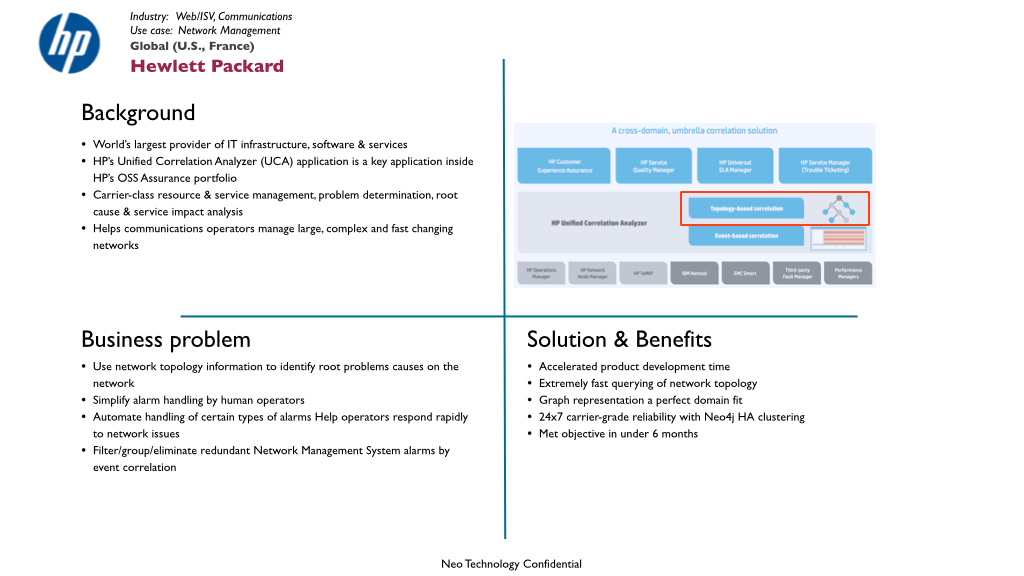 hp
Industry: Web/ISV, Communications
Use case: Network Management
Global (U.S., France)
Hewlett Packard
Background
• World's largest provider of IT infrastructure, software & services
• HP's Unified Correlation Analyzer (UCA) application is a key application inside
HP's OSS Assurance portfolio
• Carrier-class resource & service management, problem determination, root
cause & service impact analysis
• Helps communications operators manage large, complex and fast changing
networks
A cross-domain, umbrella correlation solution
HP Customer
Experience Assurance
HP Service
Quality Manager
HP Universal
SLA Manager
HP Service Manager
(Trouble Ticketing)
HP Unified Correlation Analyzer
Topology-based correlation
Event-based correlation
HP Operations
Manager
HP Network
Node Manager
HP TeMIP
IBM Netcool
EMC Smart
Third-party
Fault Manager
Performance
Managers
Business problem
• Use network topology information to identify root problems causes on the
network
• Simplify alarm handling by human operators
• Automate handling of certain types of alarms Help operators respond rapidly
to network issues
• Filter/group/eliminate redundant Network Management System alarms by
event correlation
Solution & Benefits
• Accelerated product development time
• Extremely fast querying of network topology
• Graph representation a perfect domain fit
• 24x7 carrier-grade reliability with Neo4j HA clustering
• Met objective in under 6 months
Neo Technology Confidential